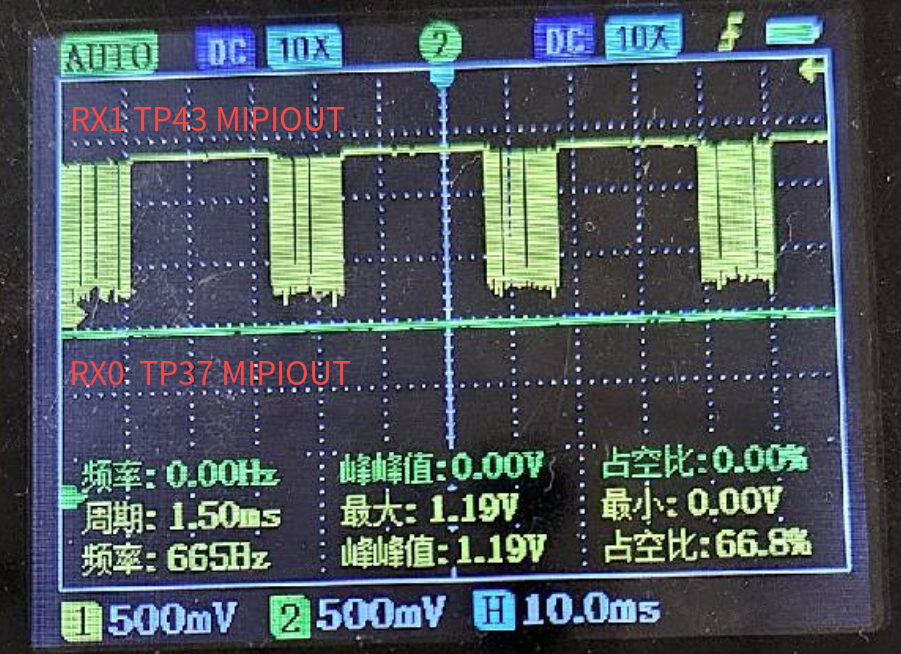 AUTO DC 10X 2 DC 10X
RX1 TP43 MIPIOUT
RX0 TP37 MIPIOUT
频率:0.00Hz 峰峰值:0.00V 占空比:0.00%
周期:1.50ms 最大:1.19V 最小:0.00V
频率:665Hz 峰峰值:1.19V 占空比:66.8%
1 500mV 2 500mV H 10.0ms